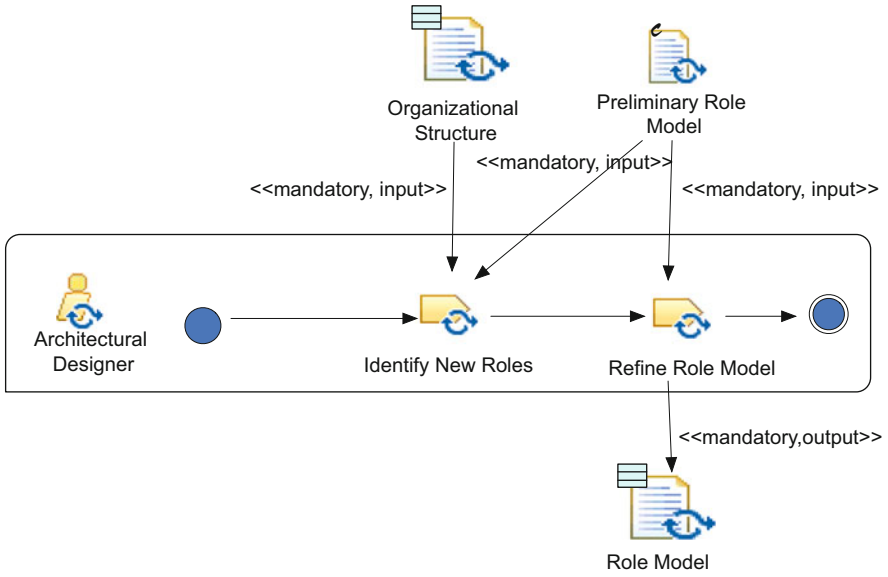 Organizational
Structure
Preliminary Role
Model
<<mandatory, input>>
<<mandatory, input>>
<<mandatory, input>>
Architectural
Designer
Identify New Roles
Refine Role Model
<<mandatory,output>>
Role Model